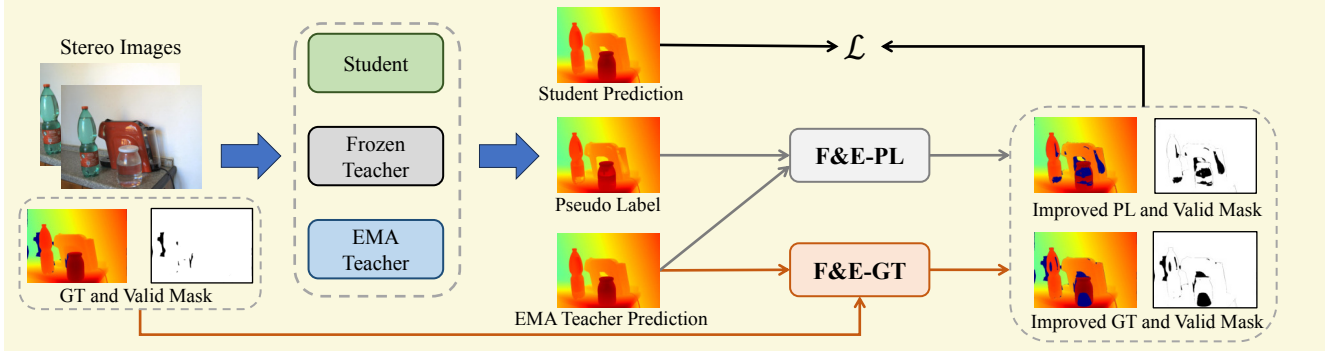 Stereo Images
Student
Frozen
Teacher
EMA
Teacher
GT and Valid Mask
Student Prediction
Pseudo Label
EMA Teacher Prediction
ℒ
F&E-PL
F&E-GT
Improved PL and Valid Mask
Improved GT and Valid Mask